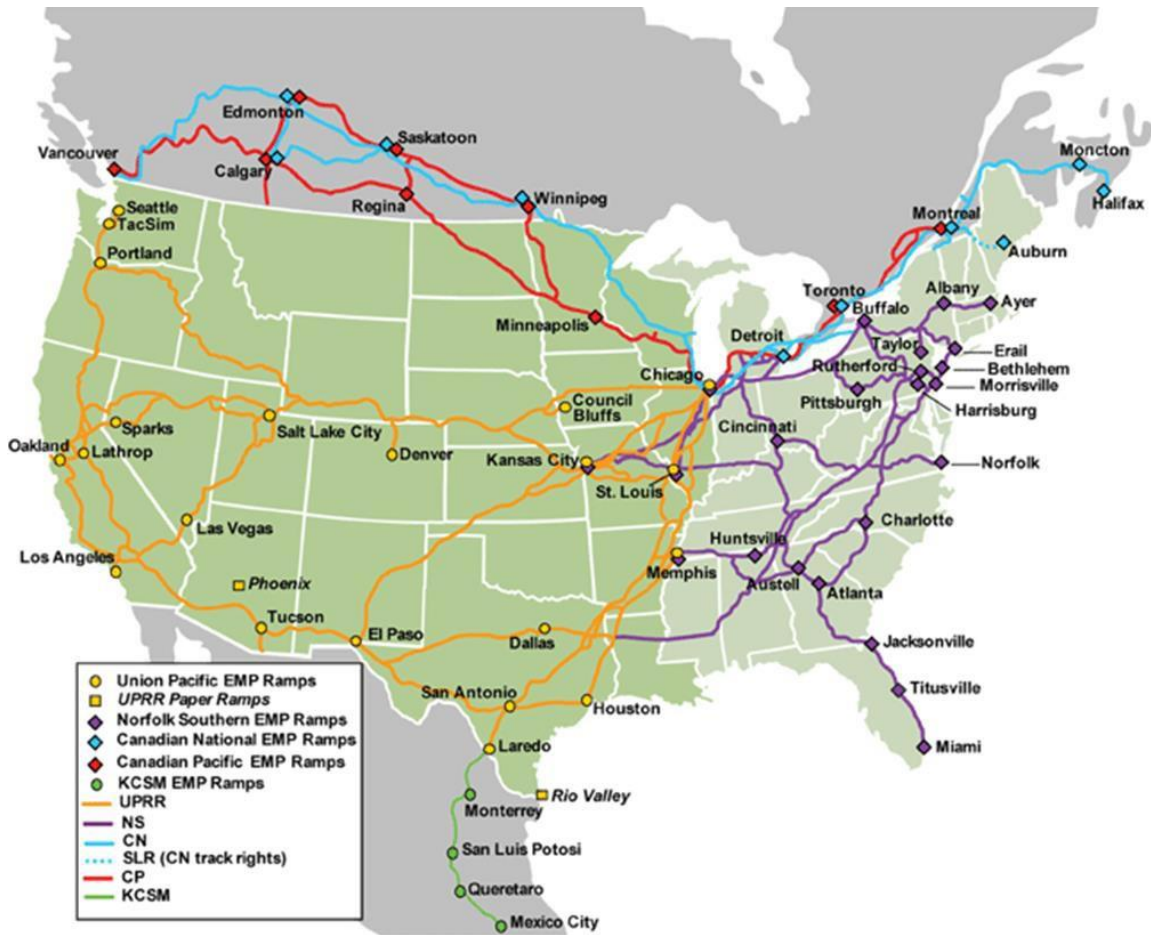 Edmonton
Saskatoon
Vancouver
Calgary
Moncton
Regina
Winnipeg
Halifax
Seattle
TacSim
Montreal
Portland
Auburn
Toronto
Albany
Ayer
Buffalo
Minneapolis
Detroit
Taylor
Erail
Rutherford
Bethlehem
Chicago
Pittsburgh
Morrisville
Council
Bluffs
Harrisburg
Sparks
Salt Lake City
Cincinnati
Oakland
Lathrop
Denver
Kansas City
Norfolk
St. Louis
Las Vegas
Charlotte
Huntsville
Los Angeles
Memphis
Phoenix
Austell
Atlanta
Tucson
El Paso
Dallas
Jacksonville
San Antonio
Houston
Titusville
Laredo
Miami
Rio Valley
Monterrey
San Luis Potosi
Queretaro
Mexico City
Union Pacific EMP Ramps
UPRR Paper Ramps
Norfolk Southern EMP Ramps
Canadian National EMP Ramps
Canadian Pacific EMP Ramps
KCSM EMP Ramps
UPRR
NS
CN
SLR (CN track rights)
CP
KCSM